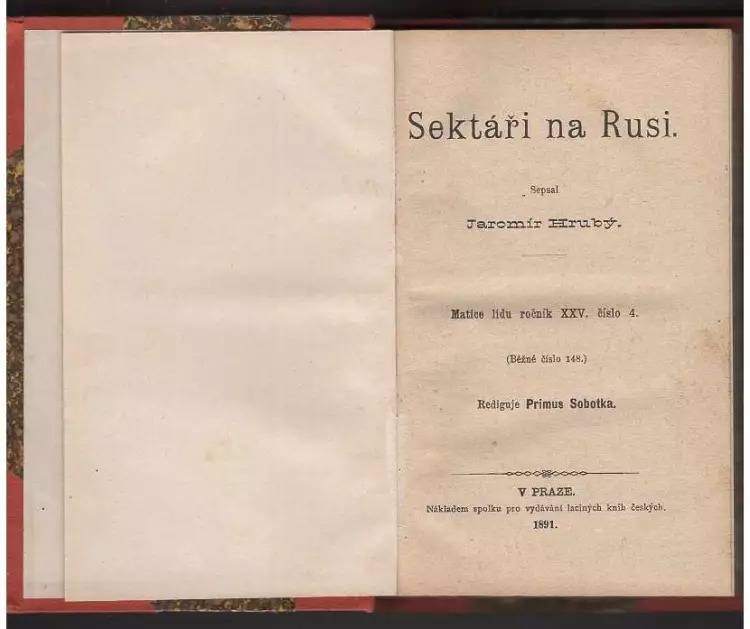 Sektáři na Rusi.
Sepsal
Jaromír Hrubý.
Matice lidu ročník XXV. číslo 4.
(Běžné číslo 148.)
Rediguje Primus Sobotka.
V PRAZE.
Nákladem spolku pro vydávání laciných knih českých.
1891.